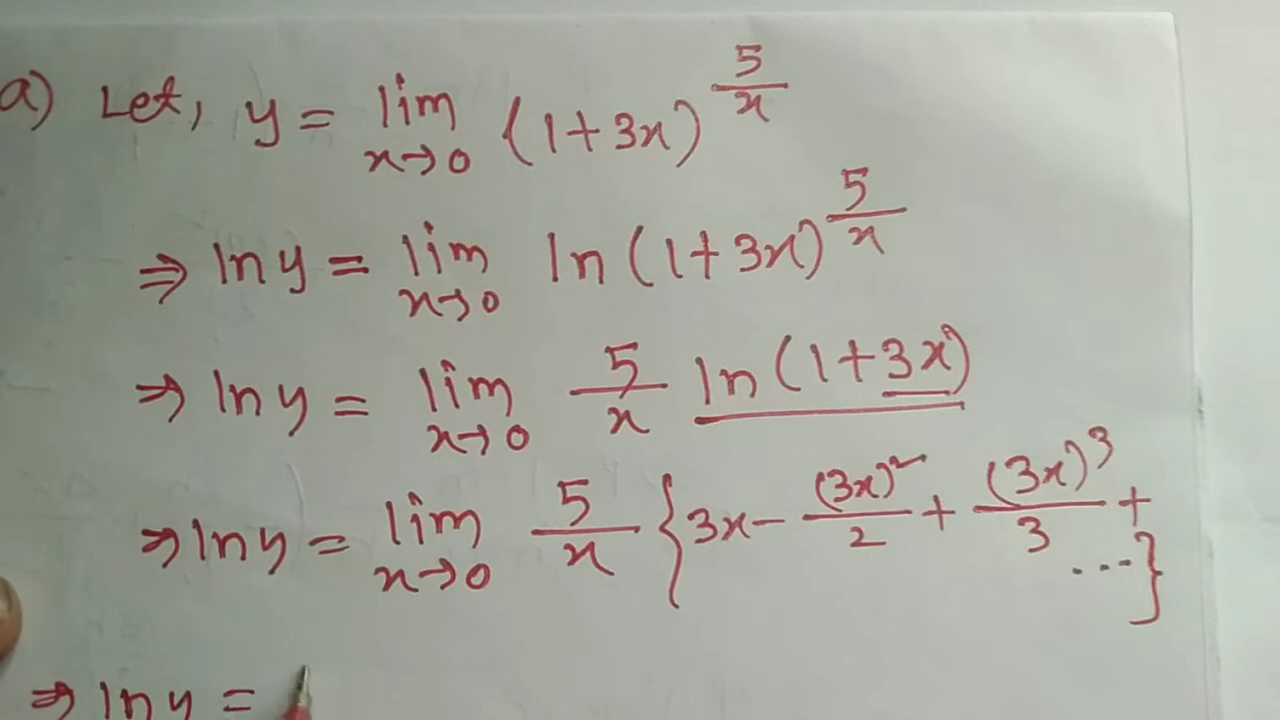 a) Let, y = lim x→0 (1+3x)^(5/x)
⇒ ln y = lim x→0 ln (1+3x)^(5/x)
⇒ ln y = lim x→0 5/x ln (1+3x)
⇒ ln y = lim x→0 5/x {3x - (3x)²/2 + (3x)³/3 + ...}
⇒ ln y =